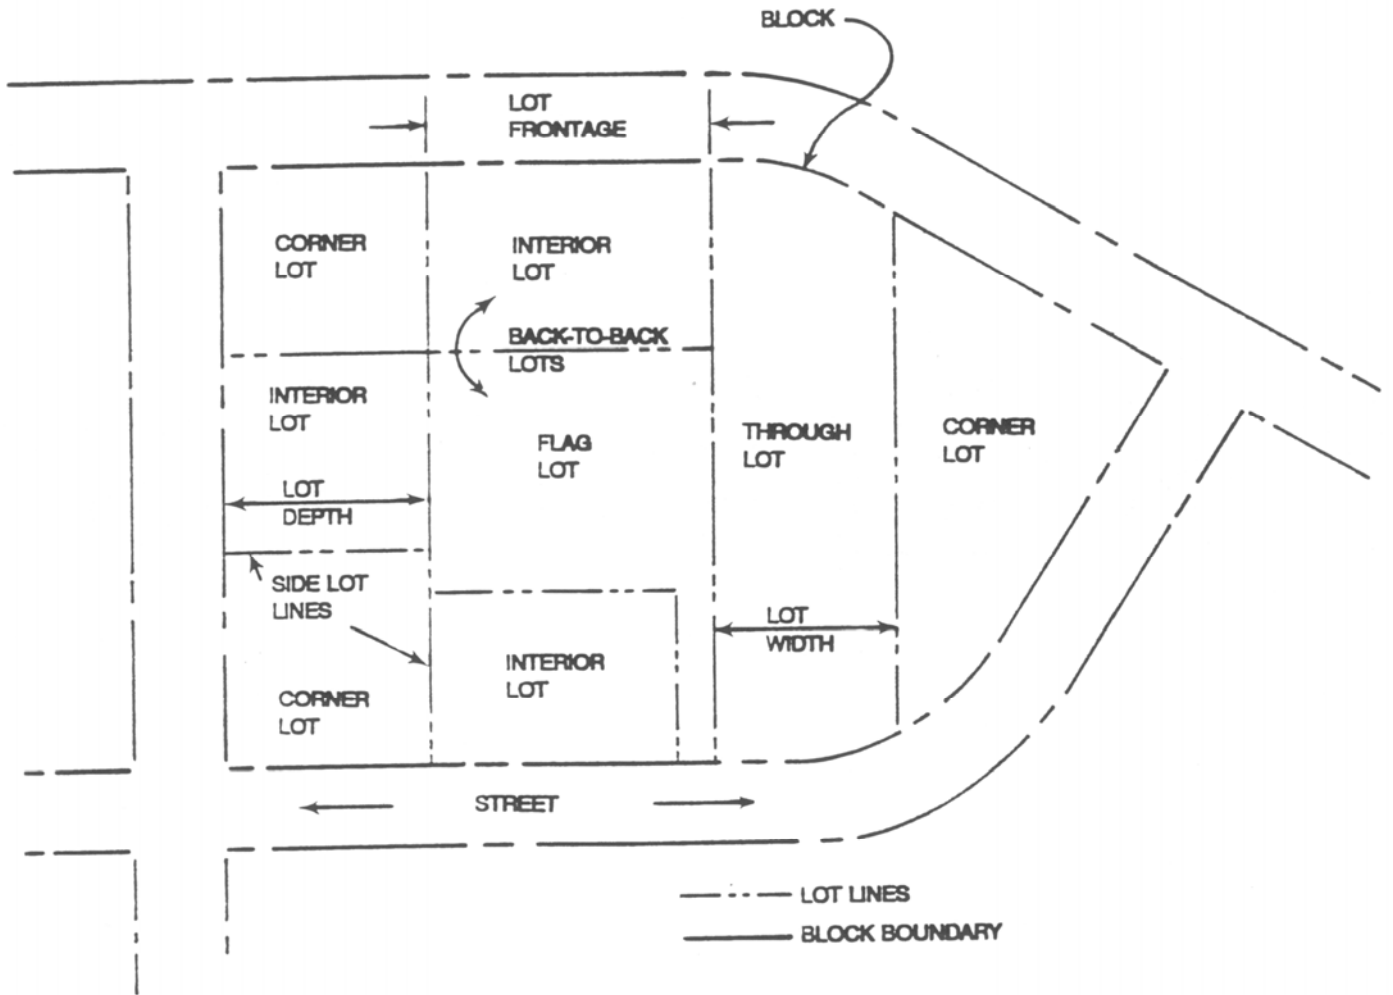 BLOCK
LOT
FRONTAGE
CORNER
LOT
INTERIOR
LOT
BACK-TO-BACK
LOTS
INTERIOR
LOT
FLAG
LOT
THROUGH
LOT
CORNER
LOT
LOT
DEPTH
SIDE LOT
LINES
LOT
WIDTH
INTERIOR
LOT
CORNER
LOT
STREET
LOT LINES
BLOCK BOUNDARY